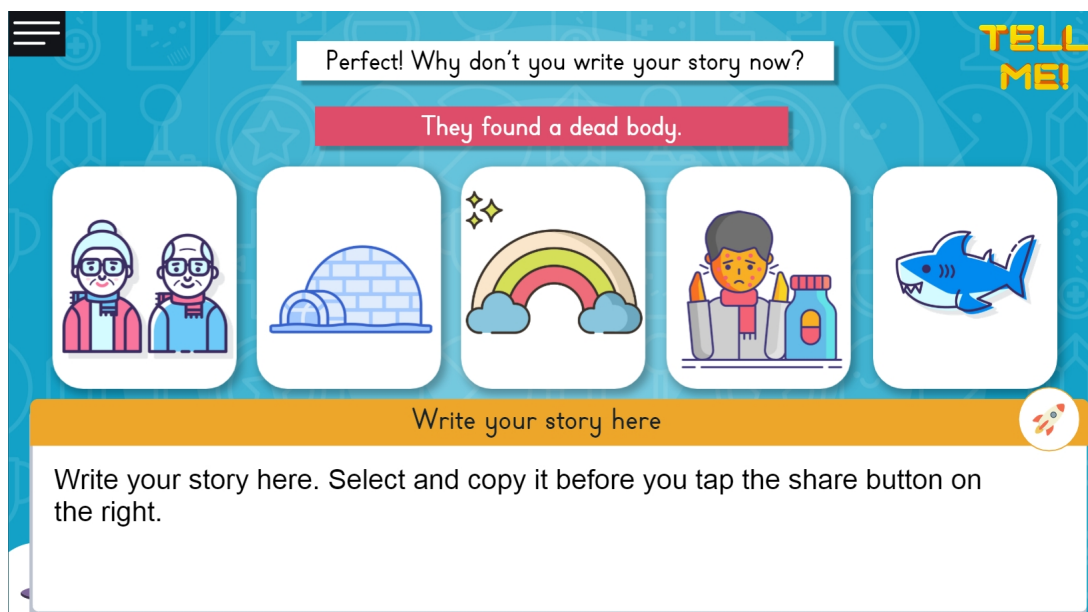 TELL
ME!
Perfect! Why don't you write your story now?
They found a dead body.
Write your story here
Write your story here. Select and copy it before you tap the share button on
the right.